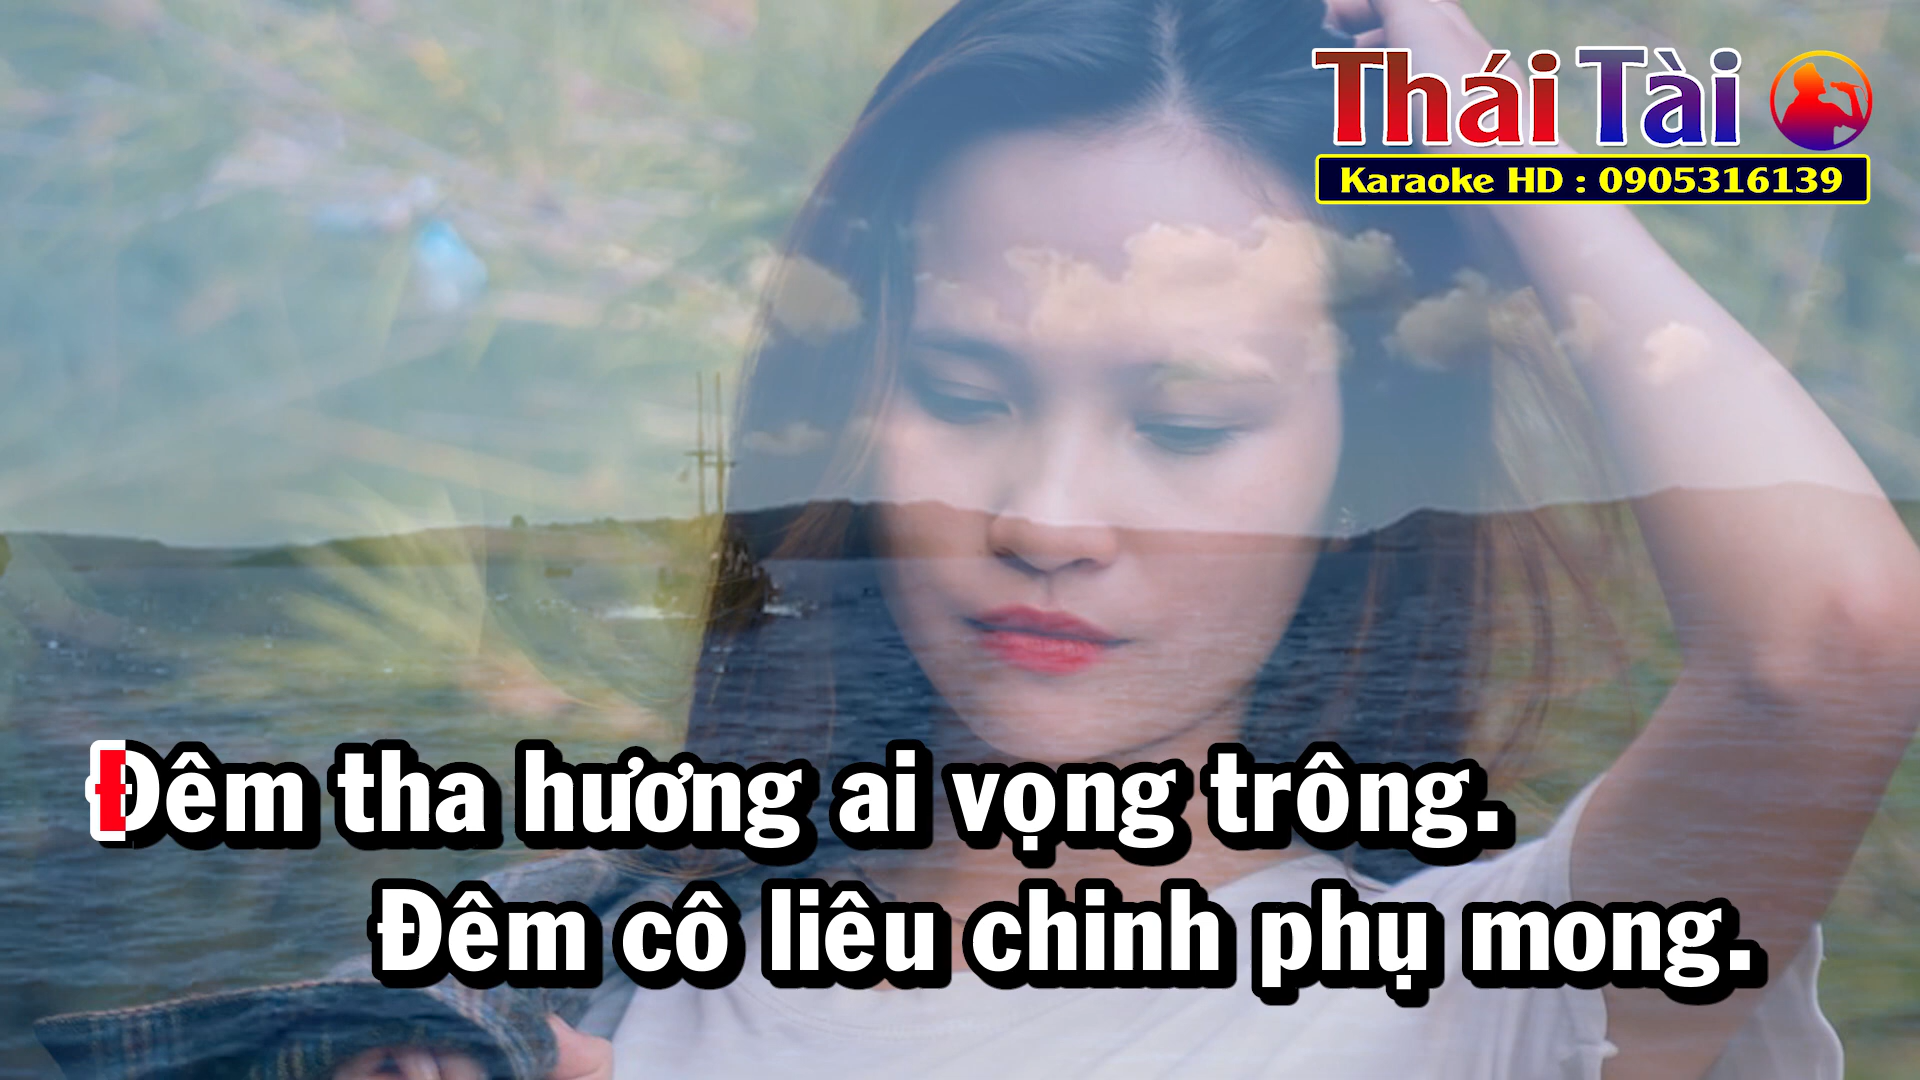 Thái Tài
Karaoke HD : 0905316139
Đêm tha hương ai vọng trông.
Đêm cô liêu chinh phụ mong.